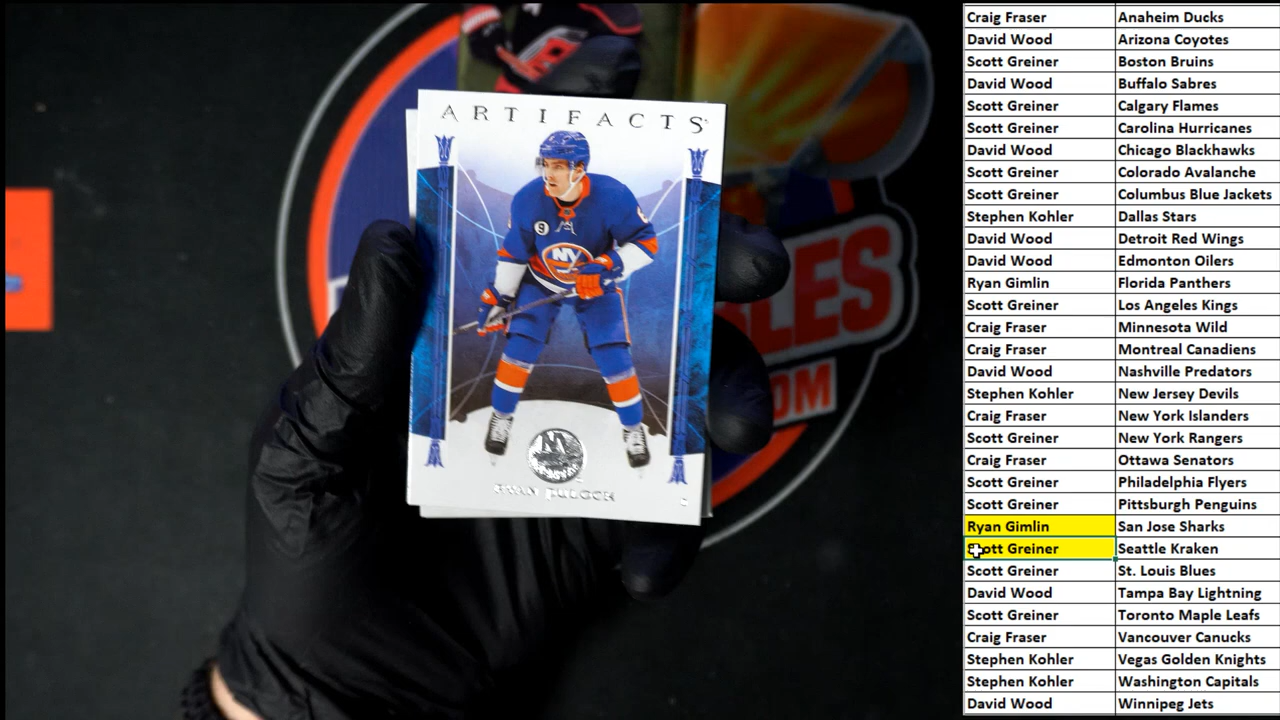 ARTIFACTS
9
NY
RYAN PULOCK
LES
OM
Craig Fraser Anaheim Ducks
David Wood Arizona Coyotes
Scott Greiner Boston Bruins
David Wood Buffalo Sabres
Scott Greiner Calgary Flames
Scott Greiner Carolina Hurricanes
David Wood Chicago Blackhawks
Scott Greiner Colorado Avalanche
Scott Greiner Columbus Blue Jackets
Stephen Kohler Dallas Stars
David Wood Detroit Red Wings
David Wood Edmonton Oilers
Ryan Gimlin Florida Panthers
Scott Greiner Los Angeles Kings
Craig Fraser Minnesota Wild
Craig Fraser Montreal Canadiens
David Wood Nashville Predators
Stephen Kohler New Jersey Devils
Craig Fraser New York Islanders
Scott Greiner New York Rangers
Craig Fraser Ottawa Senators
Scott Greiner Philadelphia Flyers
Scott Greiner Pittsburgh Penguins
Ryan Gimlin San Jose Sharks
Scott Greiner Seattle Kraken
Scott Greiner St. Louis Blues
David Wood Tampa Bay Lightning
Scott Greiner Toronto Maple Leafs
Craig Fraser Vancouver Canucks
Stephen Kohler Vegas Golden Knights
Stephen Kohler Washington Capitals
David Wood Winnipeg Jets